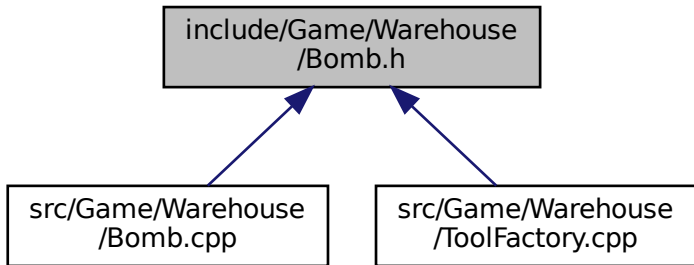 include/Game/Warehouse
/Bomb.h
src/Game/Warehouse
/Bomb.cpp
src/Game/Warehouse
/ToolFactory.cpp